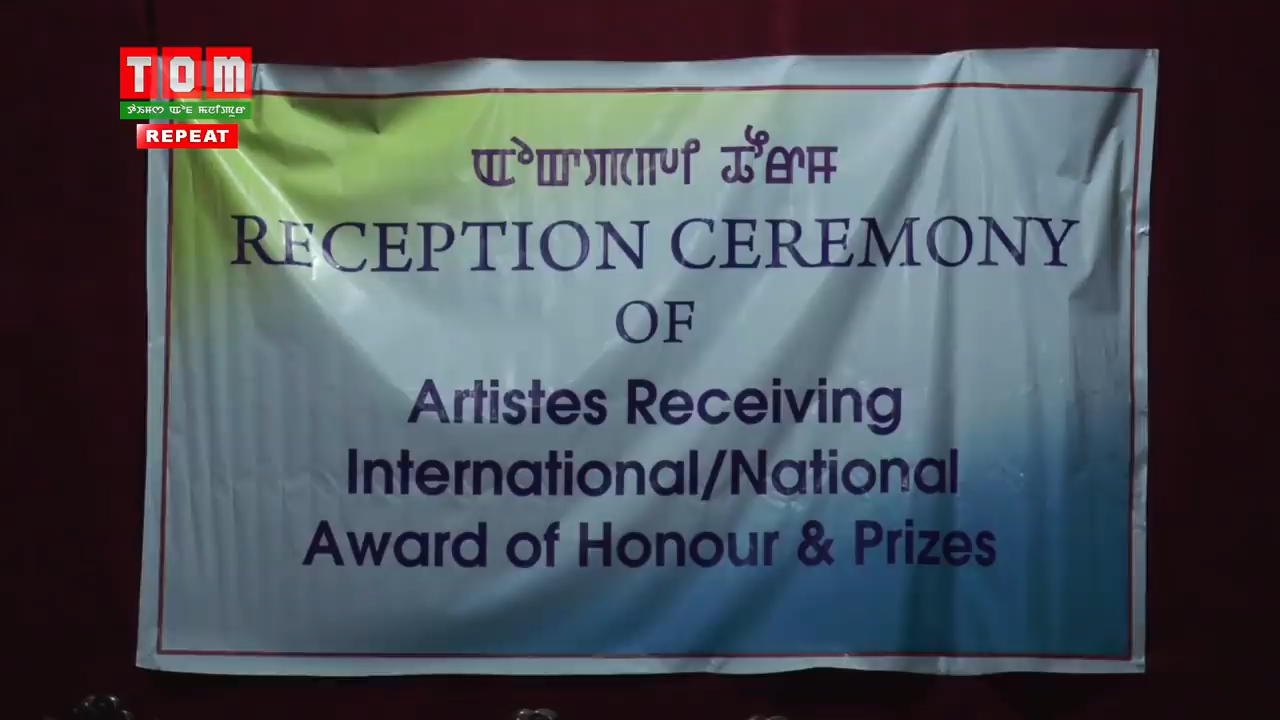 TOM
REPEAT
RECEPTION CEREMONY
OF
Artistes Receiving
International/National
Award of Honour & Prizes